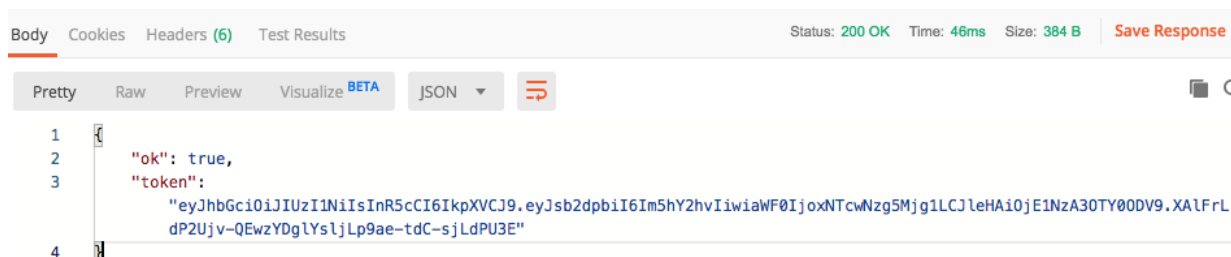 Body Cookies Headers (6) Test Results Status: 200 OK Time: 46ms Size: 384 B Save Response
Pretty Raw Preview Visualize BETA JSON
1 {
2 "ok": true,
3 "token":
"eyJhbGciOiJIUzI1NiIsInR5cCI6IkpXVCJ9.eyJsb2dpbiI6Im5hY2hvIiwiaWF0IjoxNTcwNzg5Mjg1LCJleHAiOjE1NzA3OTY0ODV9.XAlFrL
dP2Ujv-QEwzYDglYsljLp9ae-tdC-sjLdPU3E"
4 }